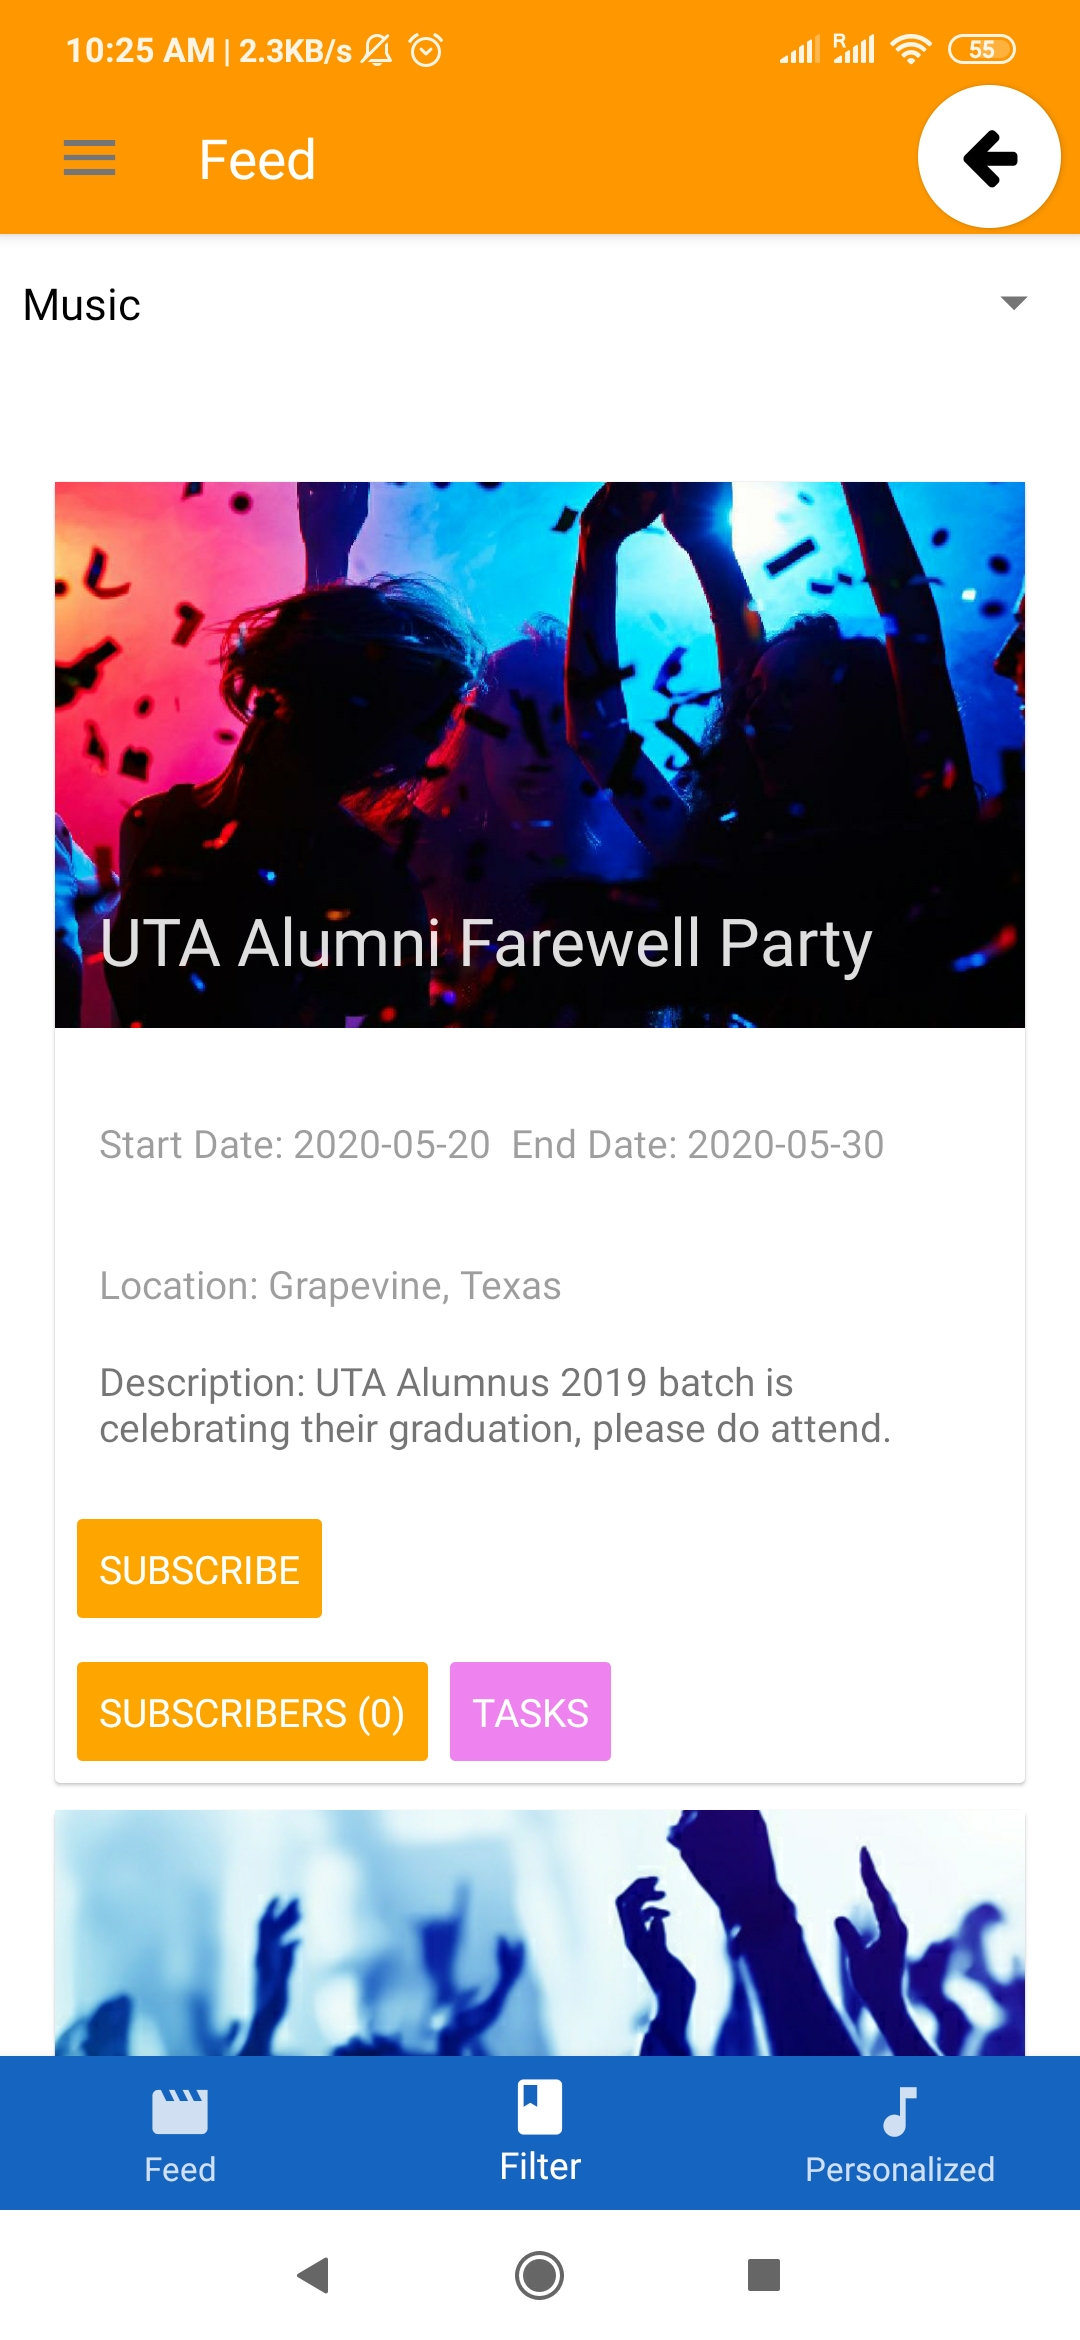 10:25 AM | 2.3KB/s
R
55
Feed
Music
UTA Alumni Farewell Party
Start Date: 2020-05-20 End Date: 2020-05-30
Location: Grapevine, Texas
Description: UTA Alumnus 2019 batch is
celebrating their graduation, please do attend.
SUBSCRIBE
SUBSCRIBERS (0) TASKS
Feed Filter Personalized